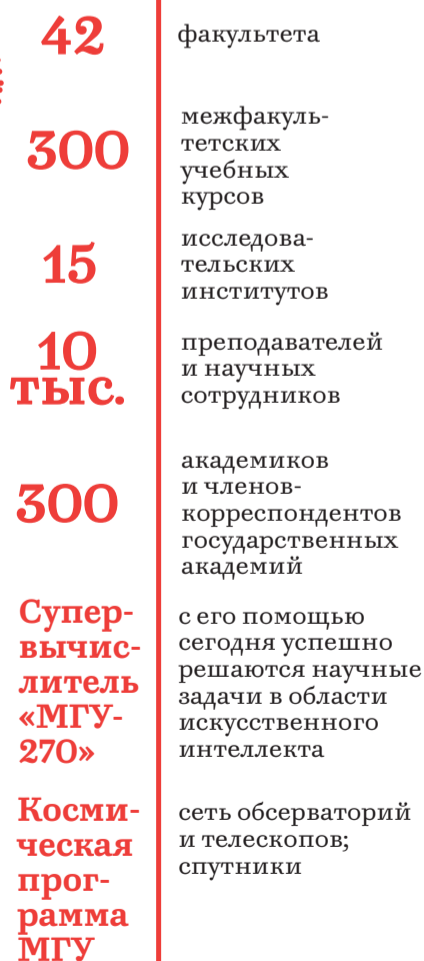 42
факультета
300
межфакуль-
тетских
учебных
курсов
15
исследова-
тельских
институтов
10
тыс.
преподавателей
и научных
сотрудников
300
академиков
и членов-
корреспондентов
государственных
академий
Супер-
вычис-
литель
«МГУ-
270»
с его помощью
сегодня успешно
решаются научные
задачи в области
искусственного
интеллекта
Косми-
ческая
прог-
рамма
МГУ
сеть обсерваторий
и телескопов;
спутники